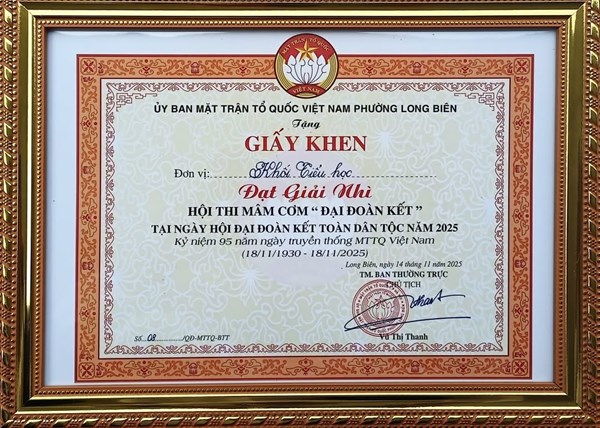 MẶT TRẬN TỔ QUỐC
VIỆT NAM
ỦY BAN MẶT TRẬN TỔ QUỐC VIỆT NAM PHƯỜNG LONG BIÊN
Tặng
GIẤY KHEN
Đơn vị: Khối Tiểu học
Đạt Giải Nhì
HỘI THI MÂM CƠM “ ĐẠI ĐOÀN KẾT ”
TẠI NGÀY HỘI ĐẠI ĐOÀN KẾT TOÀN DÂN TỘC NĂM 2025
Kỷ niệm 95 năm ngày truyền thống MTTQ Việt Nam
(18/11/1930 - 18/11/2025)
Long Biên, ngày 14 tháng 11 năm 2025
TM. BAN THƯỜNG TRỰC
CHỦ TỊCH
Vũ Thị Thanh
Số: 08 /QĐ-MTTQ-BTT